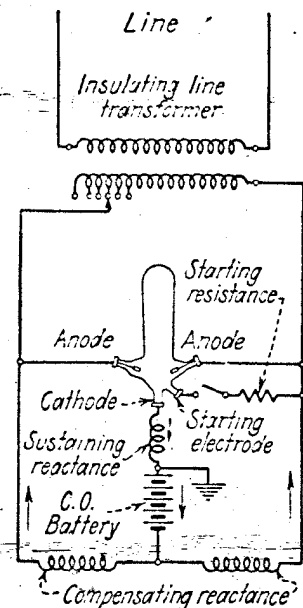 Line
Insulating line
transformer
Starting
resistance
Anode
Anode
Cathode
Starting
electrode
Sustaining
reactance
C.O.
Battery
Compensating reactance